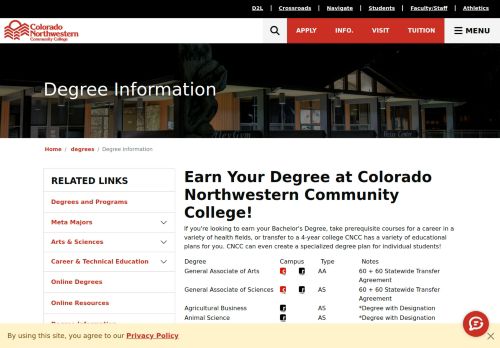 D2L | Crossroads | Navigate | Students | Faculty/Staff | Athletics
Colorado
Northwestern
Community College
APPLY INFO. VISIT TUITION MENU
Degree Information
Home / degrees / Degree Information
RELATED LINKS
Degrees and Programs
Meta Majors
Arts & Sciences
Career & Technical Education
Online Degrees
Online Resources
Degree Information
Earn Your Degree at Colorado
Northwestern Community
College!
If you're looking to earn your Bachelor's Degree, take prerequisite courses for a career in
a variety of health fields, or transfer to a 4-year college CNCC has a variety of educational
plans for you. CNCC can even create a specialized degree plan for individual students!
Degree Campus Type Notes
General Associate of Arts AA 60 + 60 Statewide Transfer
Agreement
General Associate of Sciences AS 60 + 60 Statewide Transfer
Agreement
Agricultural Business AS *Degree with Designation
Animal Science AS *Degree with Designation
By using this site, you agree to our Privacy Policy